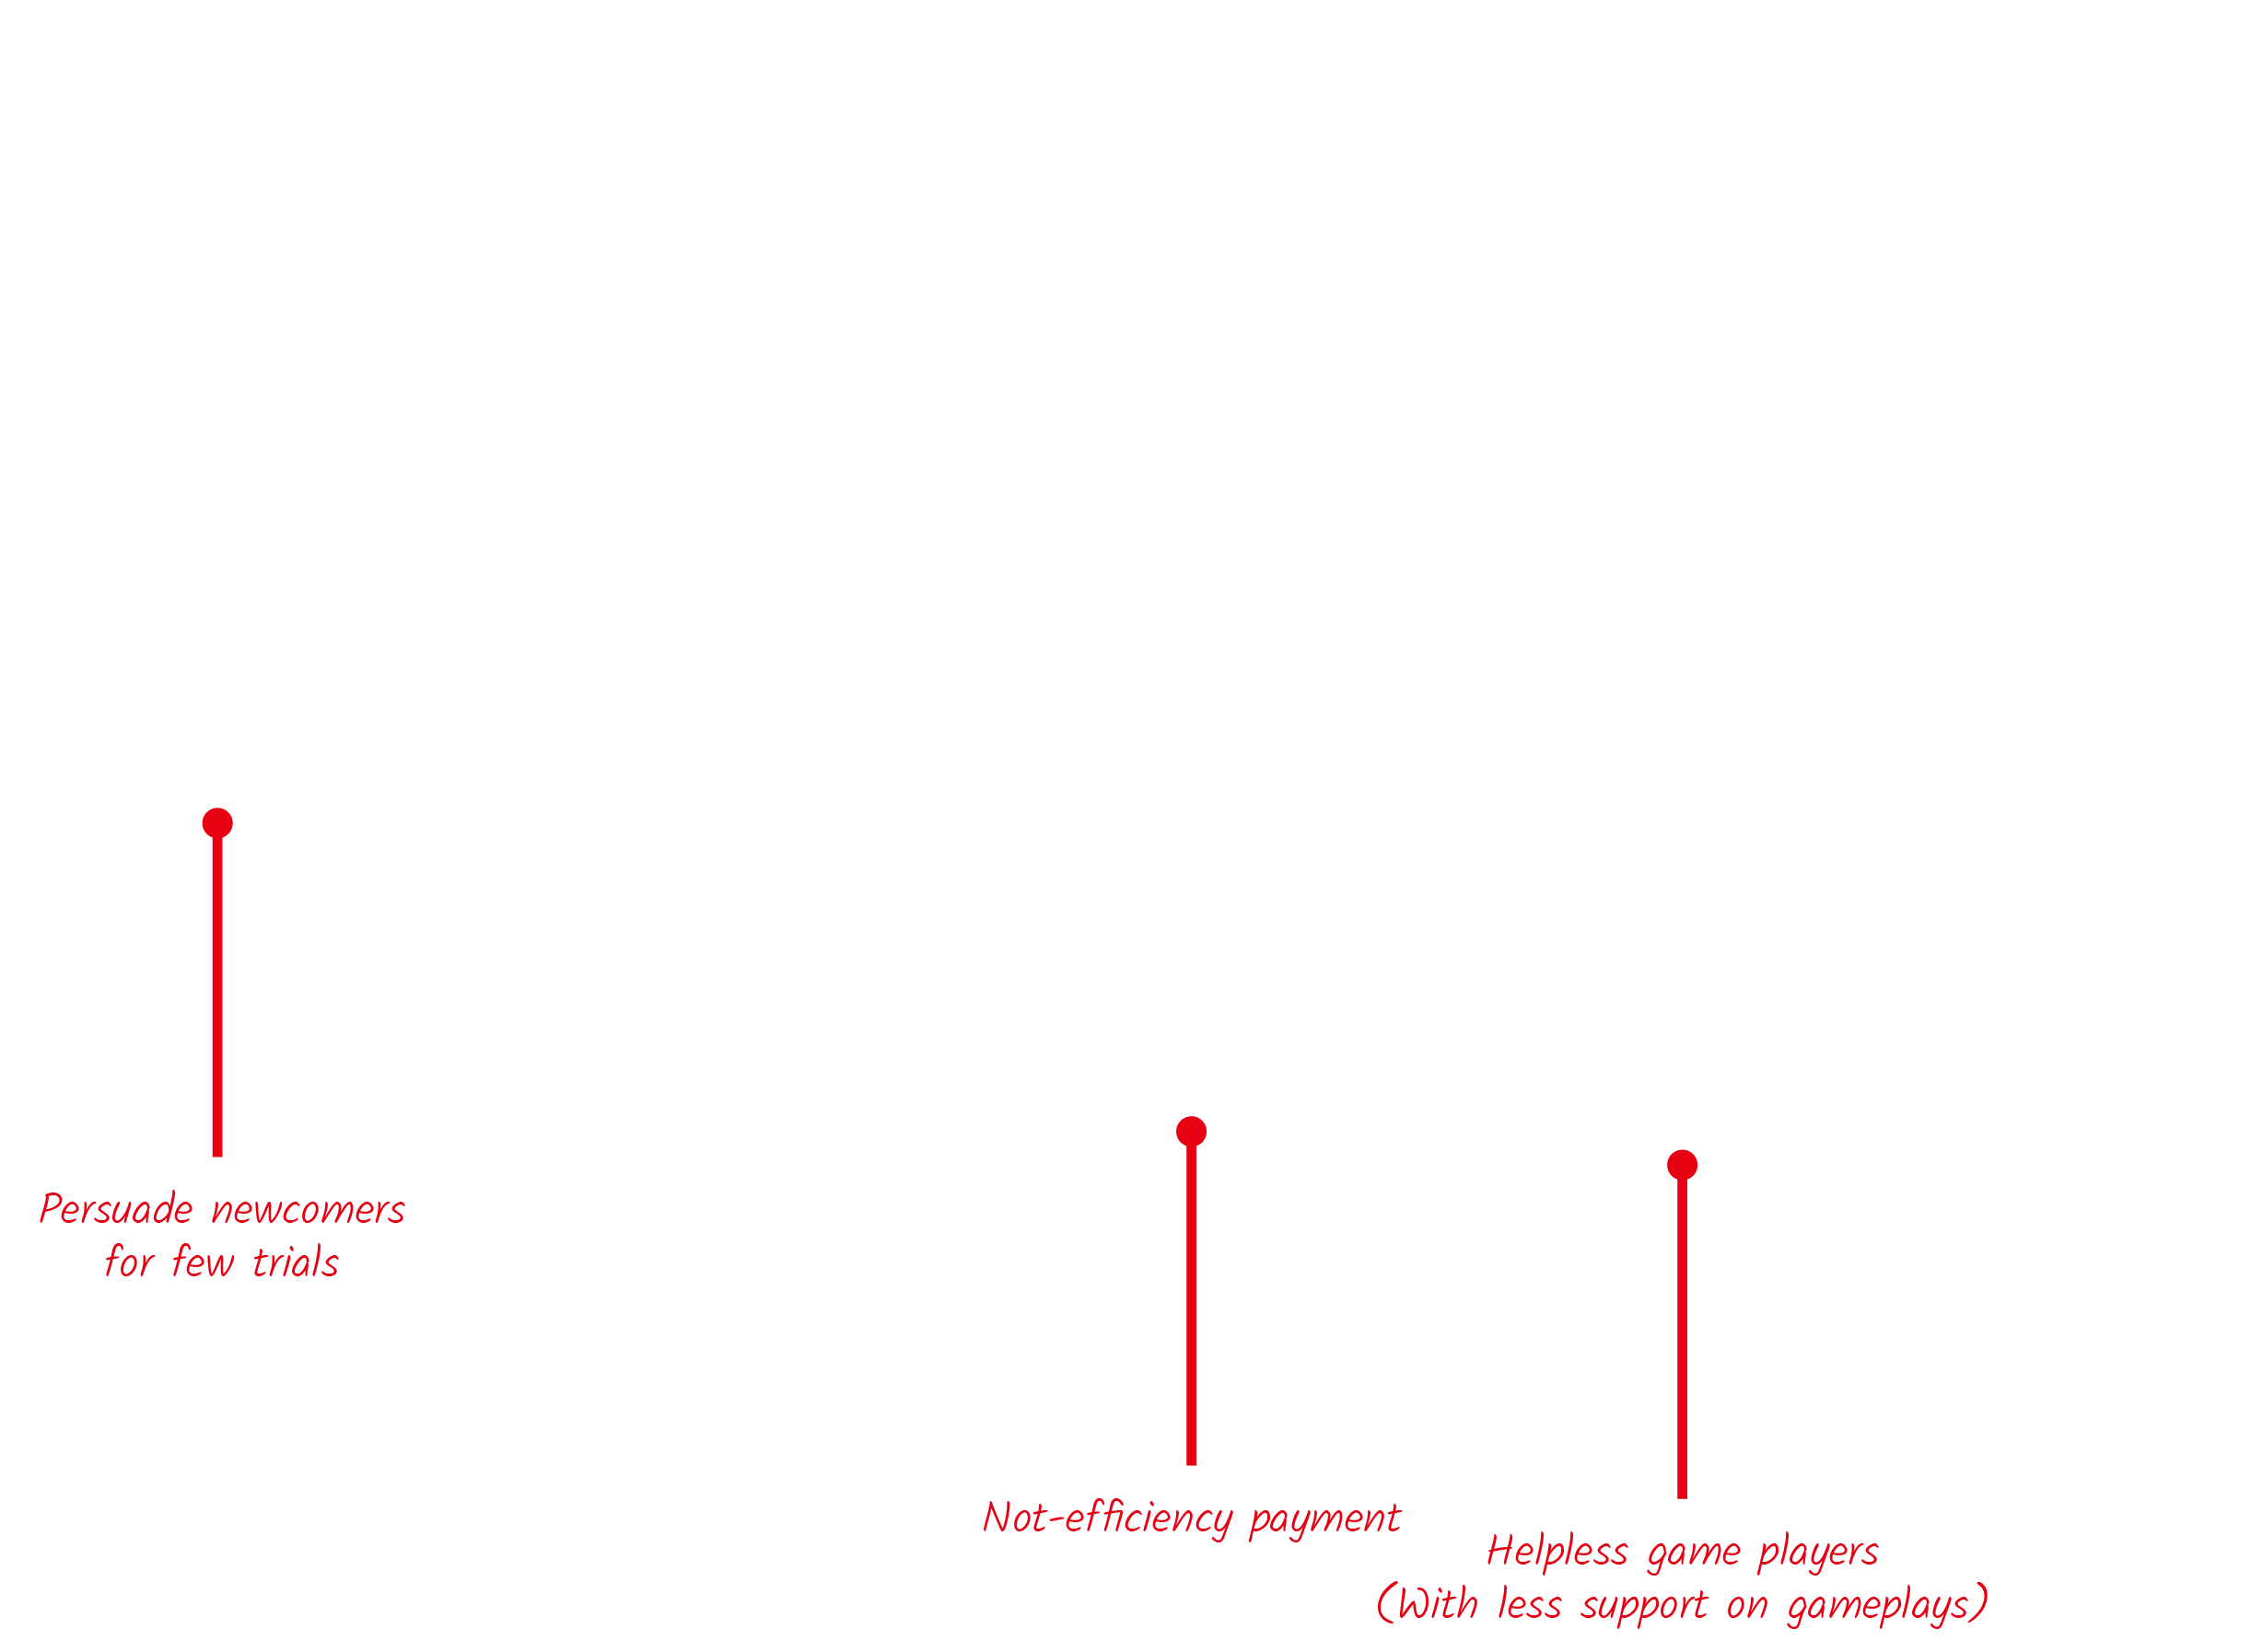 Persuade newcomers
for few trials
Not-efficiency payment
Helpless game players
(With less support on gameplays)